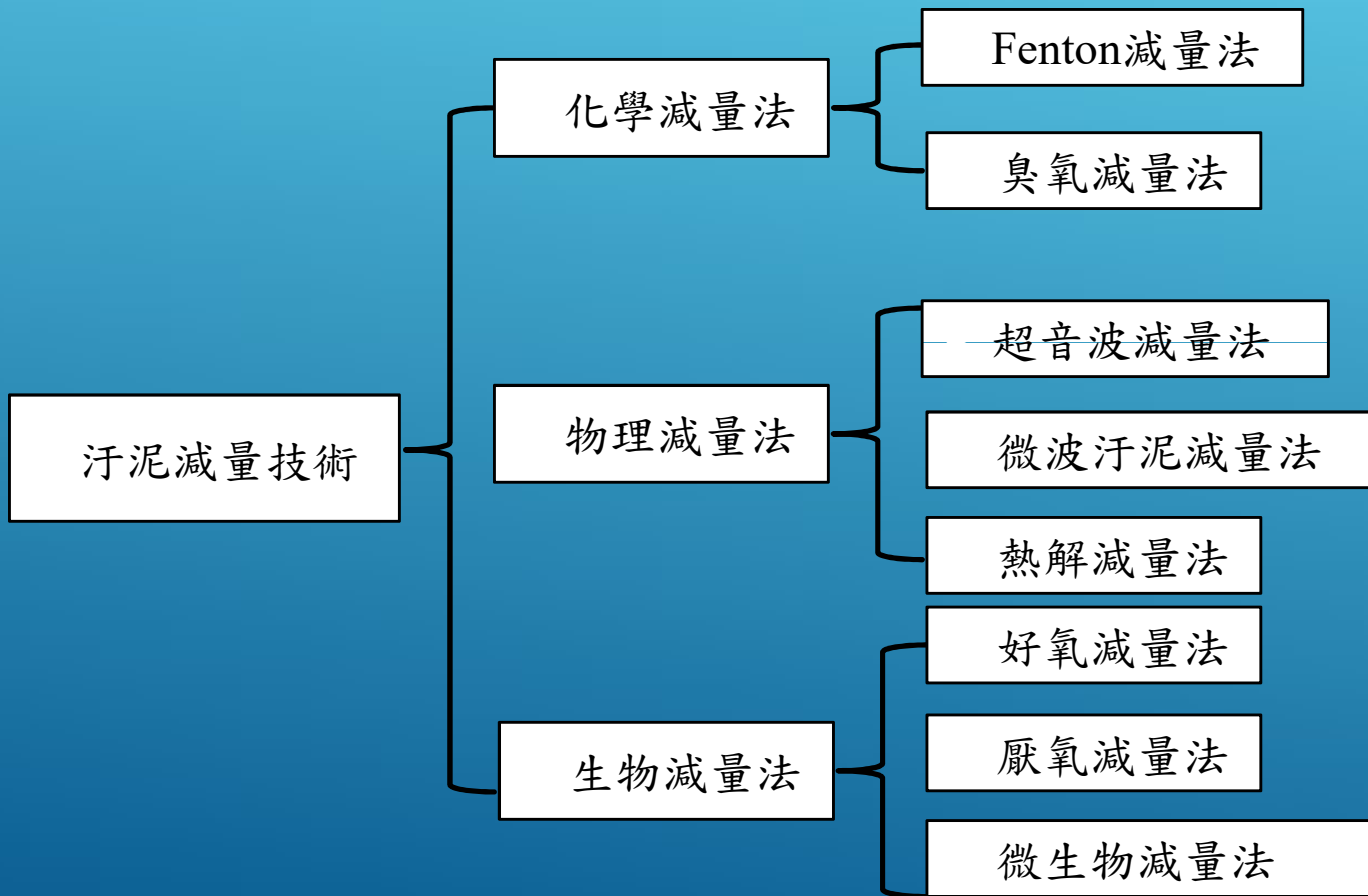 汙泥減量技術
化學減量法
Fenton減量法
臭氧減量法
物理減量法
超音波減量法
微波汙泥減量法
熱解減量法
生物減量法
好氧減量法
厭氧減量法
微生物減量法